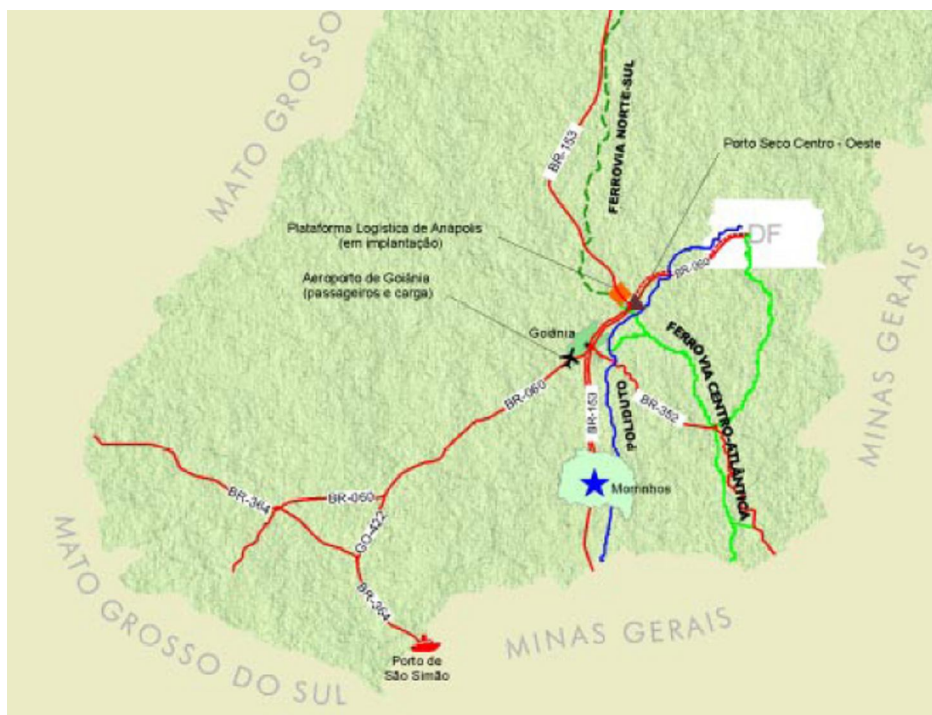 MATO GROSSO
BR-153
FERROVIA NORTE-SUL
Porto Seco Centro - Oeste
Plataforma Logística de Anápolis
(em implantação)
DF
BR-060
Aeroporto de Goiânia
(passageiros e carga)
Goiânia
FERROVIA CENTRO-ATLÂNTICA
MINAS GERAIS
BR-060
BR-153
POLIDUTO
BR-352
Morrinhos
BR-364
BR-060
GO-422
BR-364
MATO GROSSO DO SUL
MINAS GERAIS
Porto de
São Simão